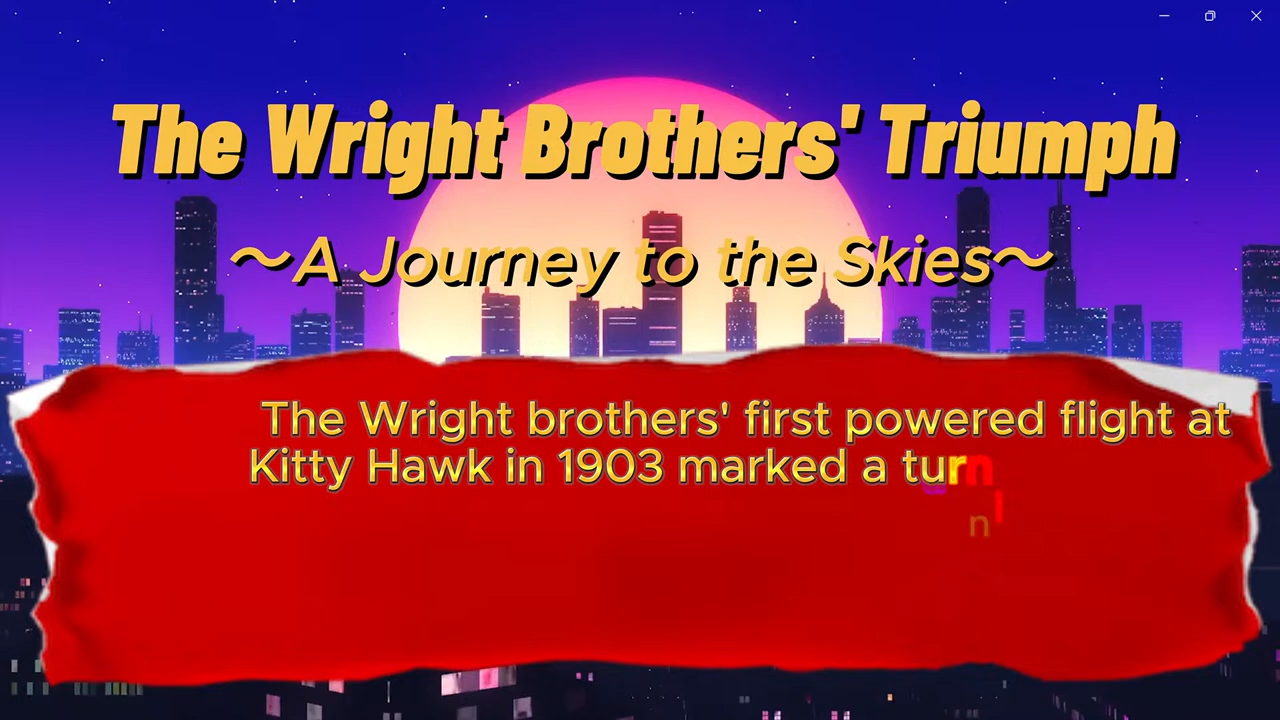 The Wright Brothers' Triumph
～A Journey to the Skies～
The Wright brothers' first powered flight at
Kitty Hawk in 1903 marked a turn